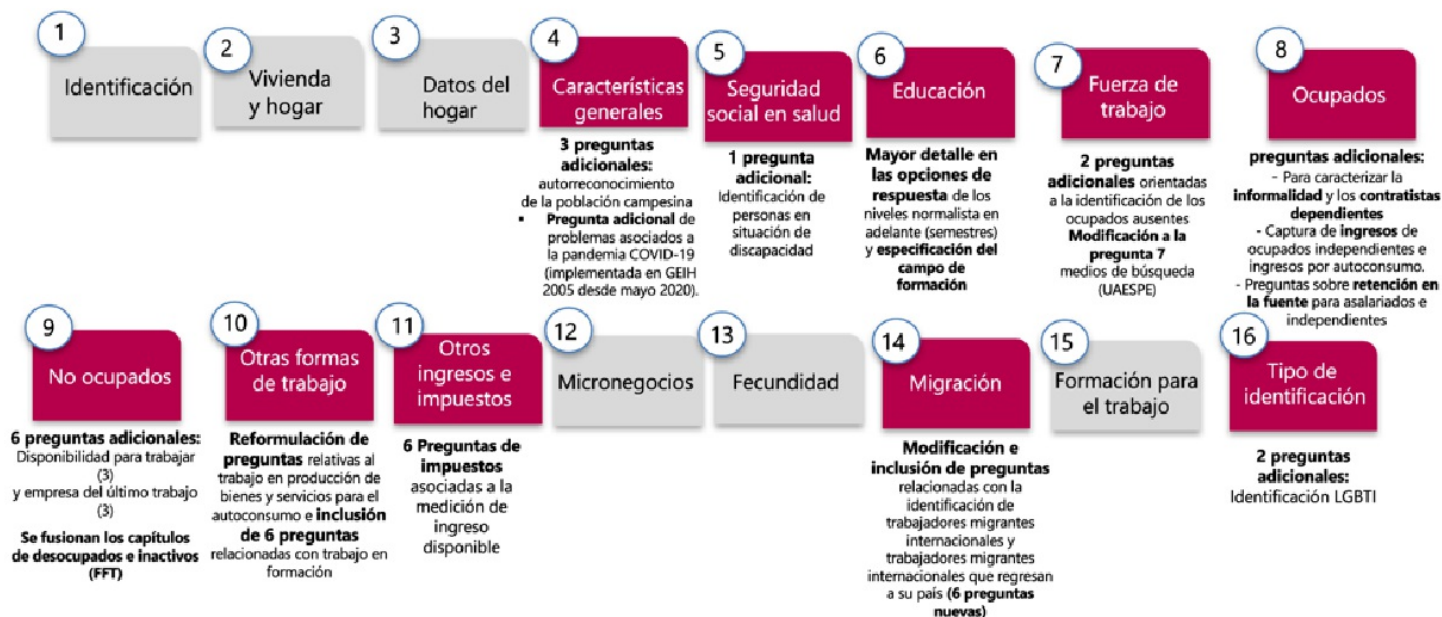 1
Identificación
2
Vivienda
y hogar
3
Datos del
hogar
4
Características
generales
3 preguntas
adicionales:
autorreconocimiento
de la población campesina
▪ Pregunta adicional de
problemas asociados a
la pandemia COVID-19
(implementada en GEIH
2005 desde mayo 2020).
5
Seguridad
social en salud
1 pregunta
adicional:
Identificación de
personas en
situación de
discapacidad
6
Educación
Mayor detalle en
las opciones de
respuesta de los
niveles normalista en
adelante (semestres)
y especificación del
campo de
formación
7
Fuerza de
trabajo
2 preguntas
adicionales orientadas
a la identificación de los
ocupados ausentes
Modificación a la
pregunta 7
medios de búsqueda
(UAESPE)
8
Ocupados
preguntas adicionales:
- Para caracterizar la
informalidad y los contratistas
dependientes
- Captura de ingresos de
ocupados independientes e
ingresos por autoconsumo.
- Preguntas sobre retención en
la fuente para asalariados e
independientes
9
No ocupados
6 preguntas adicionales:
Disponibilidad para trabajar
(3)
y empresa del último trabajo
(3)
Se fusionan los capítulos
de desocupados e inactivos
(FFT)
10
Otras formas
de trabajo
Reformulación de
preguntas relativas al
trabajo en producción de
bienes y servicios para el
autoconsumo e inclusión
de 6 preguntas
relacionadas con trabajo en
formación
11
Otros
ingresos e
impuestos
6 Preguntas de
impuestos
asociadas a la
medición de
ingreso
disponible
12
Micronegocios
13
Fecundidad
14
Migración
Modificación e
inclusión de preguntas
relacionadas con la
identificación de
trabajadores migrantes
internacionales y
trabajadores migrantes
internacionales que regresan
a su país (6 preguntas
nuevas)
15
Formación para
el trabajo
16
Tipo de
identificación
2 preguntas
adicionales:
Identificación LGBTI